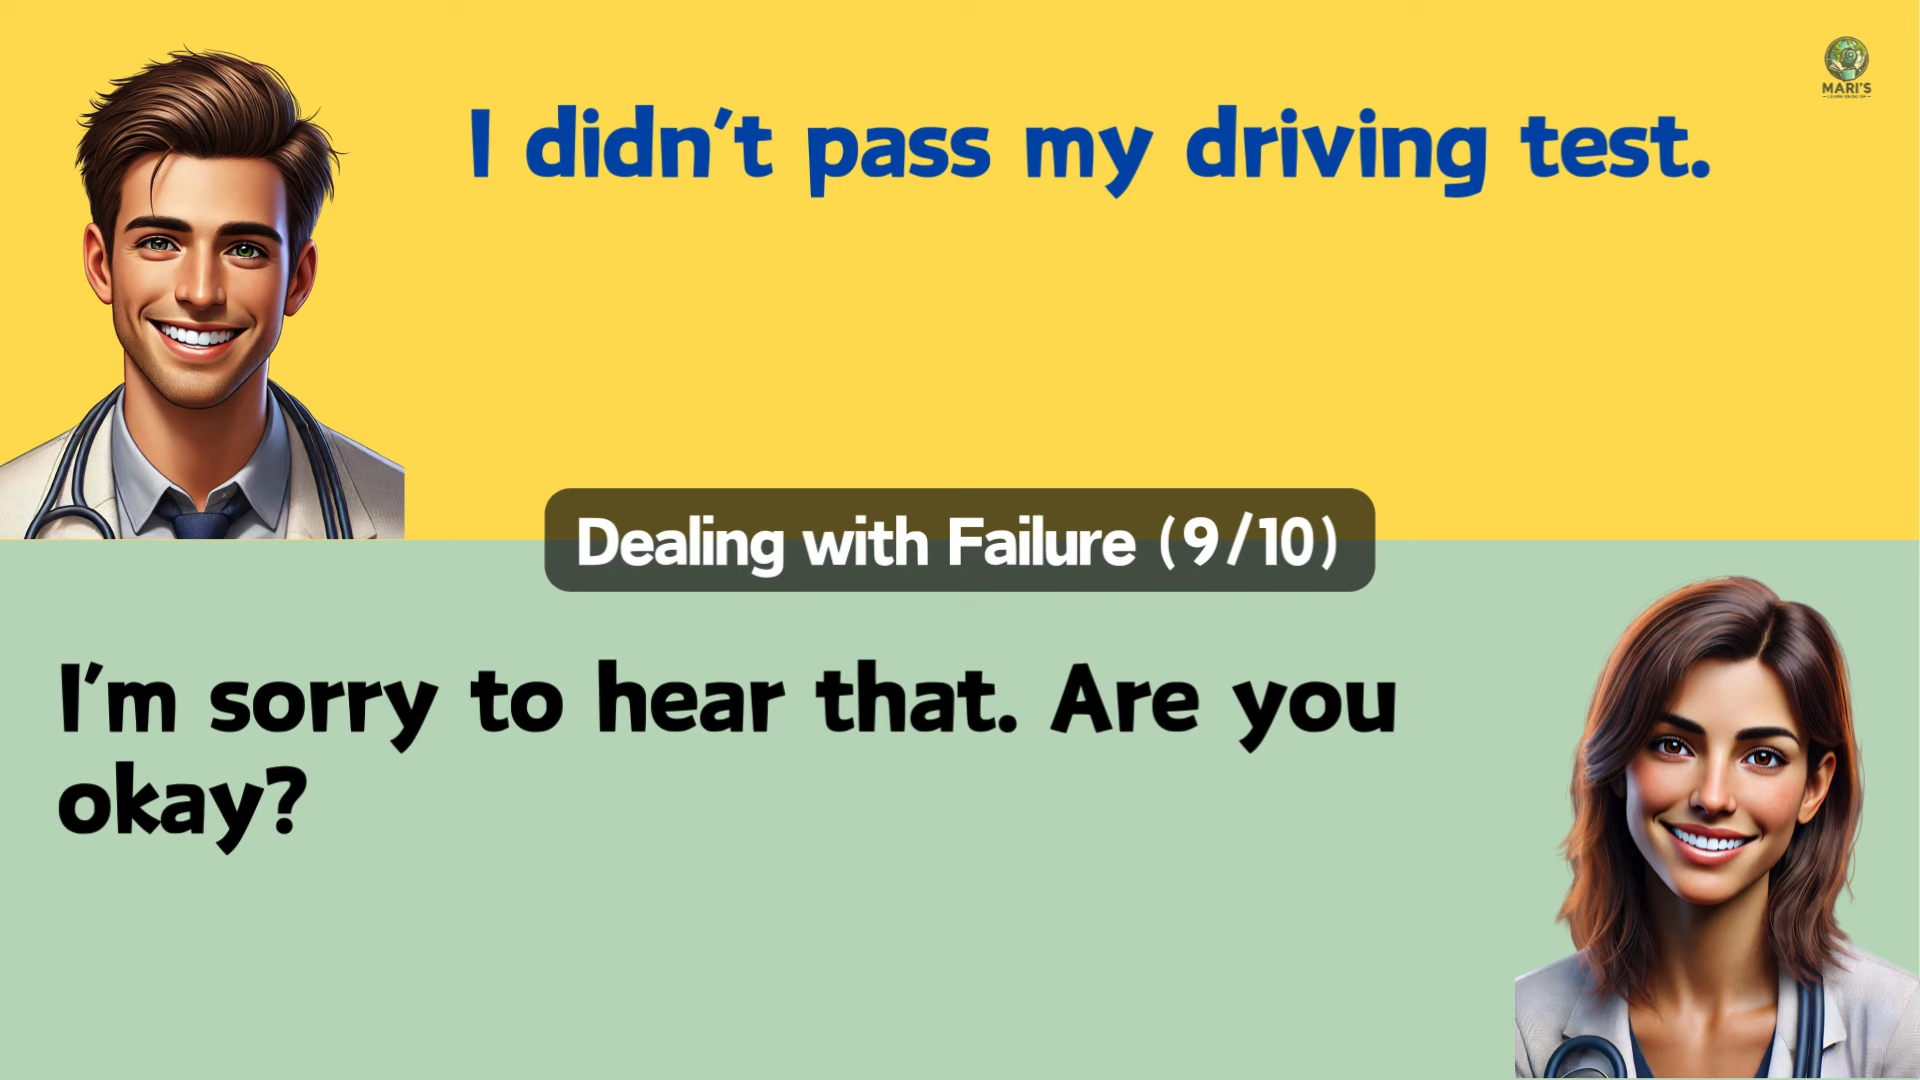 MARI'S
I didn't pass my driving test.
Dealing with Failure (9/10)
I'm sorry to hear that. Are you
okay?